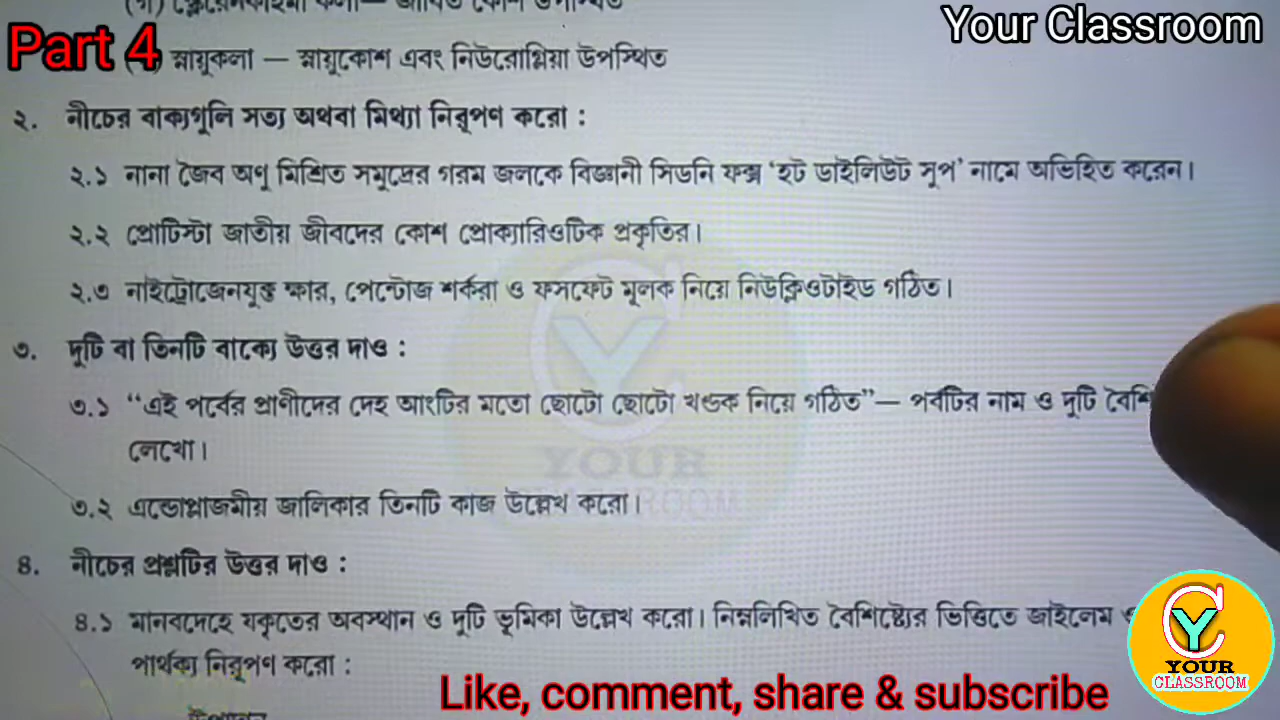 Your Classroom
Part 4
স্নায়ুকলা — স্নায়ুকোশ এবং নিউরোগ্লিয়া উপস্থিত
২. নীচের বাক্যগুলি সত্য অথবা মিথ্যা নিরূপণ করো :
২.১ নানা জৈব অণু মিশ্রিত সমুদ্রের গরম জলকে বিজ্ঞানী সিডনি ফক্স ‘হট ডাইলিউট স্যুপ’ নামে অভিহিত করেন।
২.২ প্রোটিস্টা জাতীয় জীবদের কোশ প্রোক্যারিওটিক প্রকৃতির।
২.৩ নাইট্রোজেনযুক্ত ক্ষার, পেন্টোজ শর্করা ও ফসফেট মূলক নিয়ে নিউক্লিওটাইড গঠিত।
৩. দুটি বা তিনটি বাক্যে উত্তর দাও :
৩.১ “এই পর্বের প্রাণীদের দেহ আংটির মতো ছোটো ছোটো খণ্ডক নিয়ে গঠিত”— পর্বটির নাম ও দুটি
লেখো।
৩.২ এন্ডোপ্লাজমীয় জালিকার তিনটি কাজ উল্লেখ করো।
৪. নীচের প্রশ্নটির উত্তর দাও :
৪.১ মানবদেহে যকৃতের অবস্থান ও দুটি ভূমিকা উল্লেখ করো। নিম্নলিখিত বৈশিষ্ট্যের ভিত্তিতে জাইলেম
পার্থক্য নিরূপণ করো :
Like, comment, share & subscribe
YOUR
CLASSROOM
YOUR
CLASSROOM